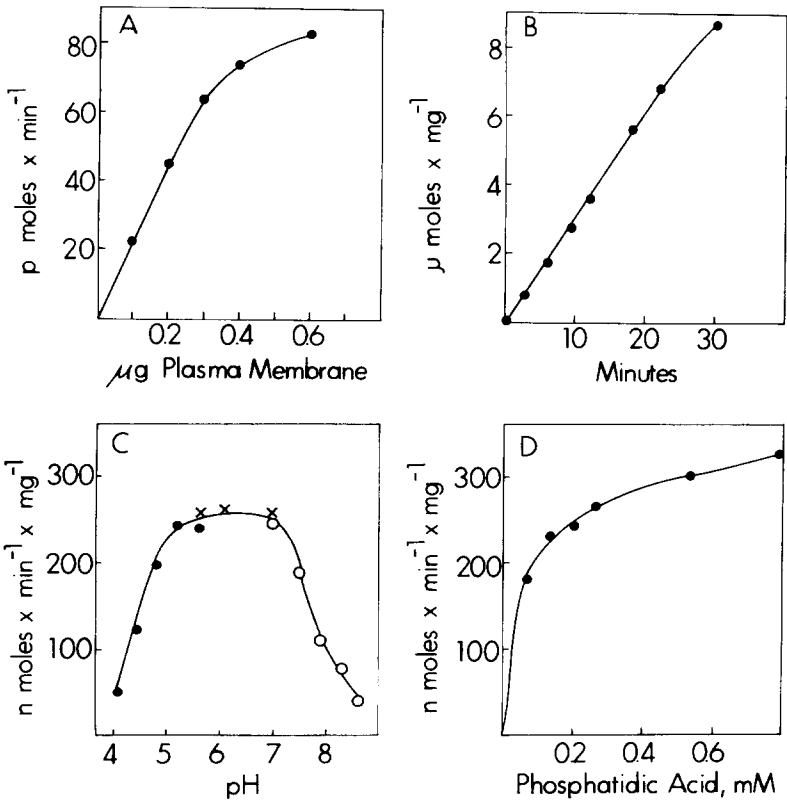 A
p moles x min⁻¹
80
60
40
20
0.2 0.4 0.6
µg Plasma Membrane
B
µ moles x mg⁻¹
8
6
4
2
10 20 30
Minutes
C
n moles x min⁻¹ x mg⁻¹
300
200
100
4 5 6 7 8
pH
D
n moles x min⁻¹ x mg⁻¹
300
200
100
0.2 0.4 0.6
Phosphatidic Acid, mM